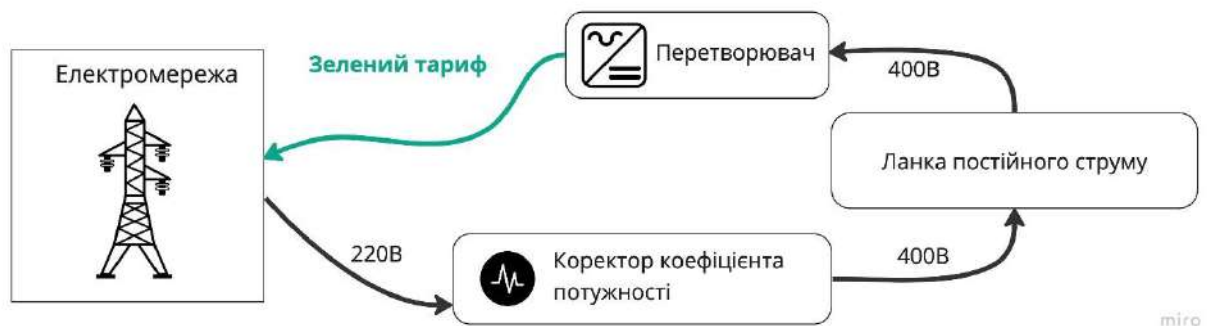 Електромережа
Зелений тариф
Перетворювач
400В
Ланка постійного струму
220В
Коректор коефіцієнта
потужності
400В
miro